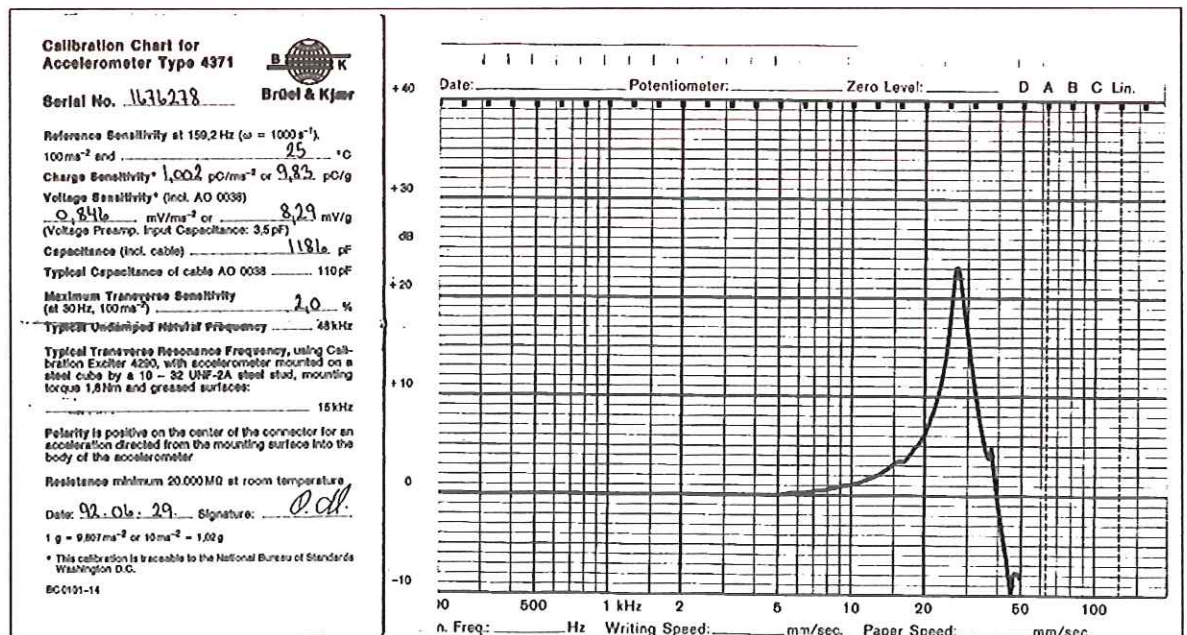 Calibration Chart for
Accelerometer Type 4371
B K
Brüel & Kjær
Serial No. 1676278
Reference Sensitivity at 159,2 Hz (ω = 1000 s⁻¹),
100 ms⁻² and 25 °C
Charge Sensitivity* 1,002 pC/ms⁻² or 9,83 pC/g
Voltage Sensitivity* (incl. AO 0038)
0,846 mV/ms⁻² or 8,29 mV/g
(Voltage Preamp. Input Capacitance: 3,5 pF)
Capacitance (incl. cable) 1186 pF
Typical Capacitance of cable AO 0038 110 pF
Maximum Transverse Sensitivity
(at 30 Hz, 100 ms⁻²) 2,0 %
Typical Undamped Natural Frequency 48 kHz
Typical Transverse Resonance Frequency, using Cali-
bration Exciter 4290, with accelerometer mounted on a
steel cube by a 10 – 32 UNF-2A steel stud, mounting
torque 1,8 Nm and greased surfaces:
15 kHz
Polarity is positive on the center of the connector for an
acceleration directed from the mounting surface into the
body of the accelerometer
Resistance minimum 20.000 MΩ at room temperature
Date: 92.06.29. Signature:
1 g = 9,807 ms⁻² or 10 ms⁻² = 1,02 g
* This calibration is traceable to the National Bureau of Standards
Washington D.C.
BC 0101-14
Date: Potentiometer: Zero Level: D A B C Lin.
+40
+30
dB
+20
+10
0
-10
500 1 kHz 2 5 10 20 50 100
n. Freq.: Hz Writing Speed: mm/sec. Paper Speed: mm/sec.